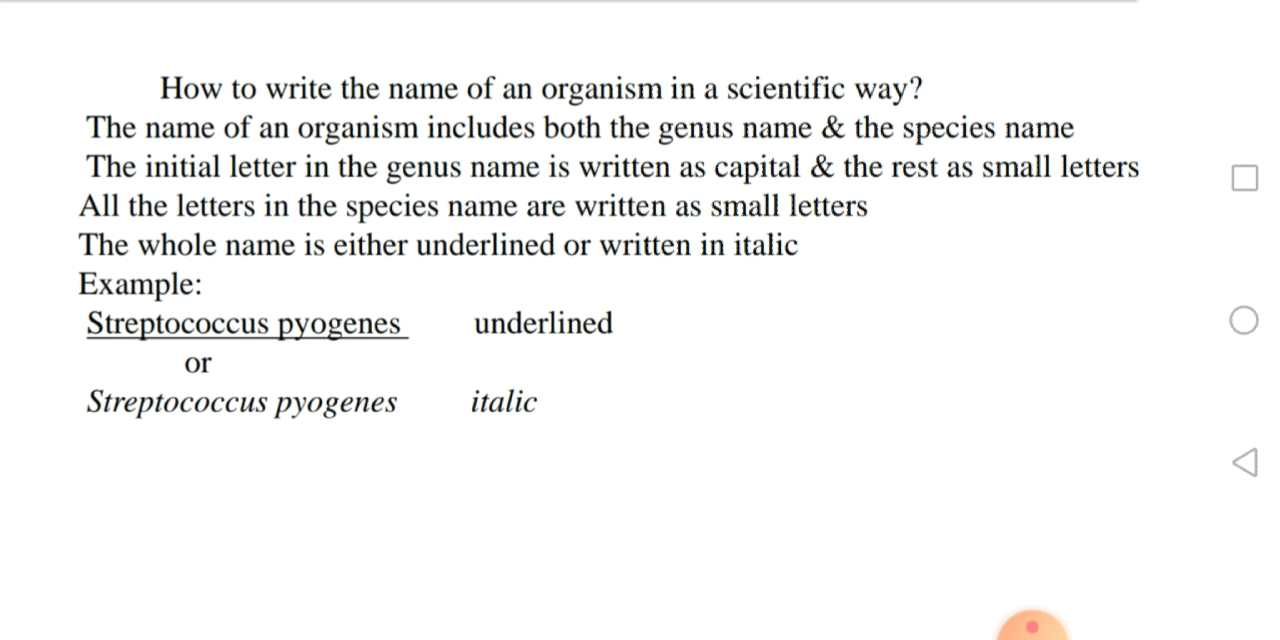 How to write the name of an organism in a scientific way?
The name of an organism includes both the genus name & the species name
The initial letter in the genus name is written as capital & the rest as small letters
All the letters in the species name are written as small letters
The whole name is either underlined or written in italic
Example:
Streptococcus pyogenes underlined
or
Streptococcus pyogenes italic